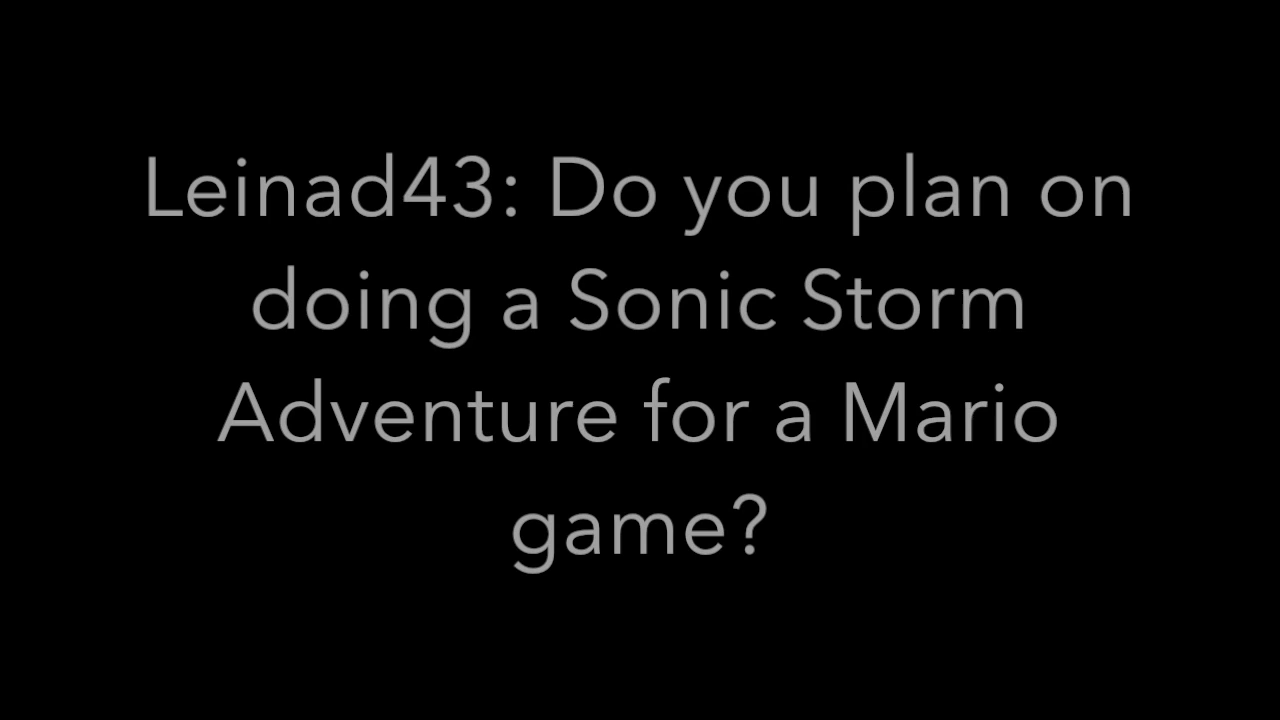 Leinad43: Do you plan on
doing a Sonic Storm
Adventure for a Mario
game?